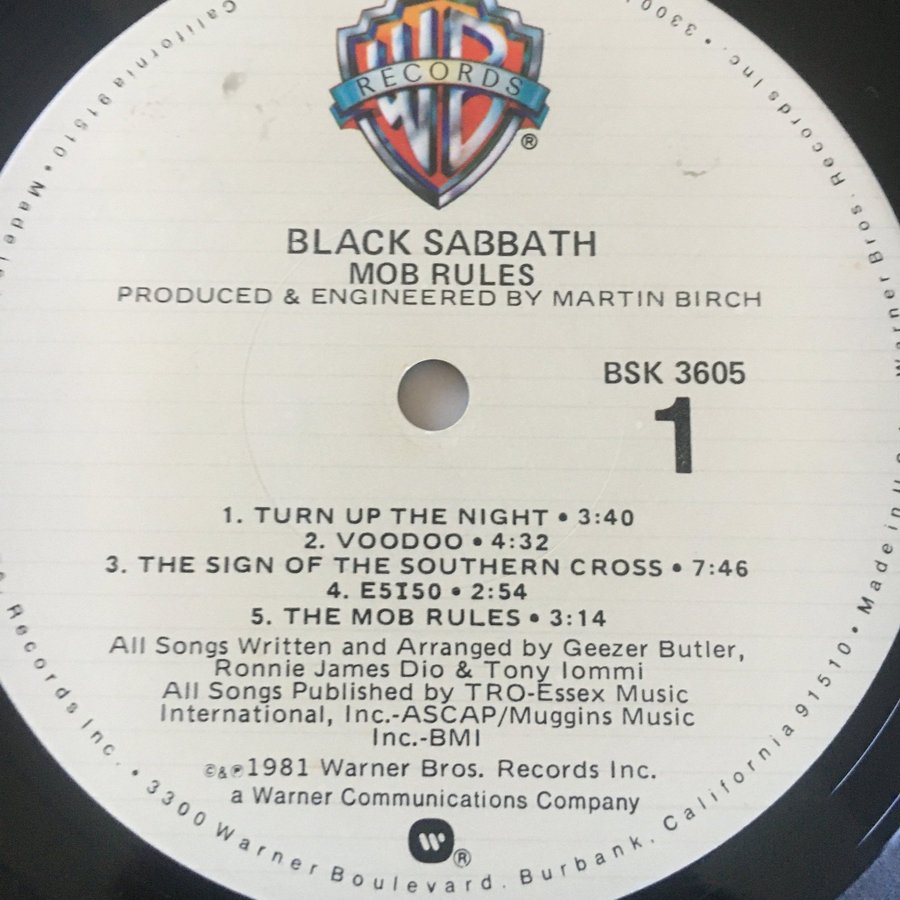 RECORDS
®
BLACK SABBATH
MOB RULES
PRODUCED & ENGINEERED BY MARTIN BIRCH
BSK 3605
1
1. TURN UP THE NIGHT • 3:40
2. VOODOO • 4:32
3. THE SIGN OF THE SOUTHERN CROSS • 7:46
4. E5I50 • 2:54
5. THE MOB RULES • 3:14
All Songs Written and Arranged by Geezer Butler,
Ronnie James Dio & Tony Iommi
All Songs Published by TRO-Essex Music
International, Inc.-ASCAP/Muggins Music
Inc.-BMI
©&℗1981 Warner Bros. Records Inc.
a Warner Communications Company
®
Records Inc. • 3300 Warner Boulevard, Burbank, California 91510 • Made in U.S.
Warner Bros. Records Inc. • 3300
California 91510 • Made in